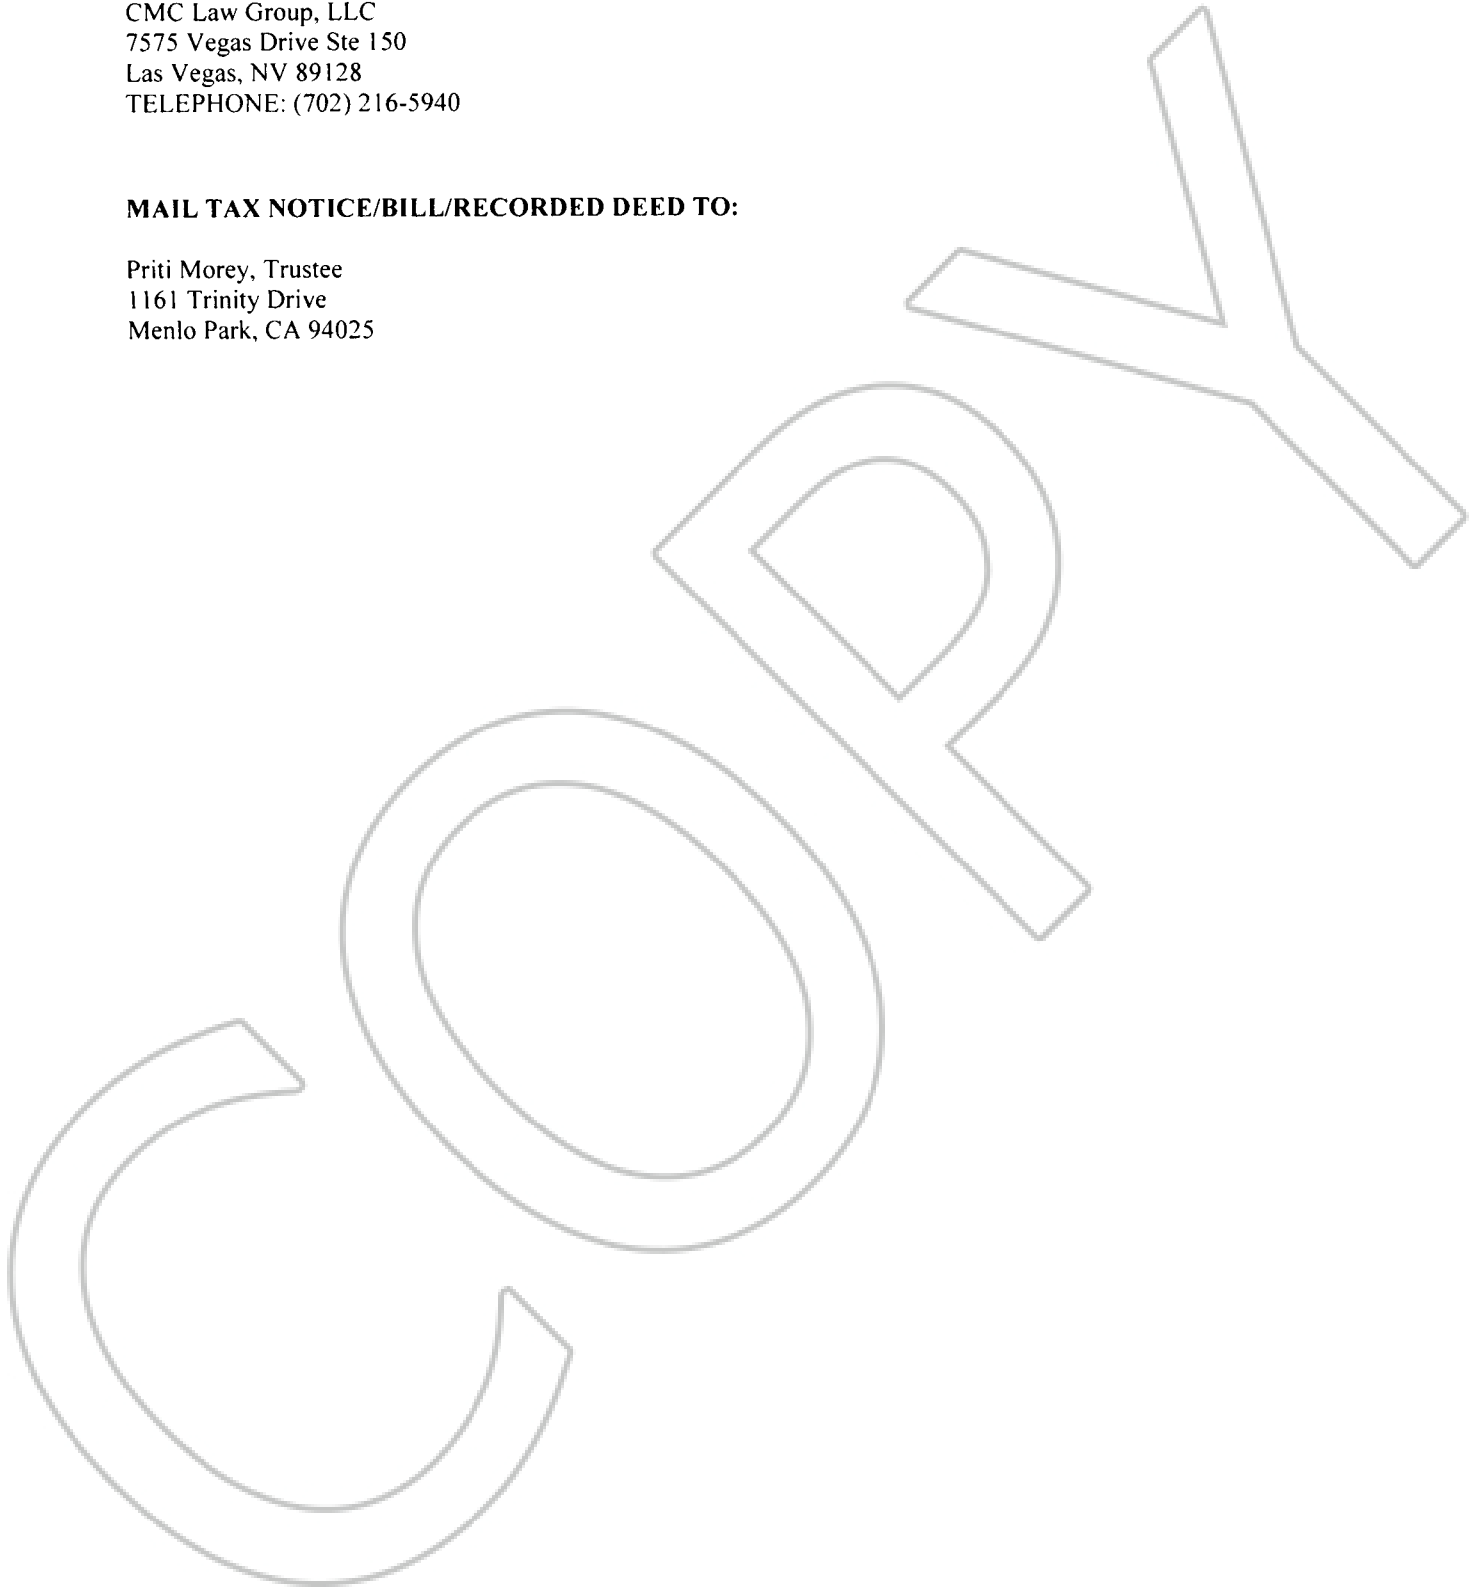 CMC Law Group, LLC
7575 Vegas Drive Ste 150
Las Vegas, NV 89128
TELEPHONE: (702) 216-5940
MAIL TAX NOTICE/BILL/RECORDED DEED TO:
Priti Morey, Trustee
1161 Trinity Drive
Menlo Park, CA 94025
COPY